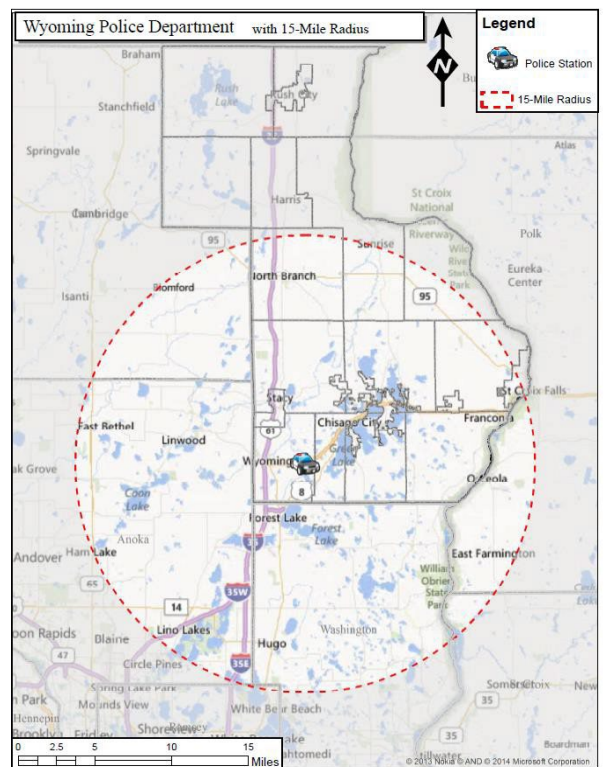 Wyoming Police Department with 15-Mile Radius
Legend
Police Station
15-Mile Radius
N
Braham
Rush Lake
Rush City
Stanchfield
Springvale
Atlas
Harris
St Croix
National
Riverway
Cambridge
95
Sunrise
Polk
Eureka
Center
Park
North Branch
Isanti
Blomford
95
Stacy
St Croix Falls
East Bethel
61
Chisago City
Franconia
Linwood
Green
Lake
Wyoming
Oak Grove
8
Osceola
Coon
Lake
Forest Lake
Forest
Lake
Anoka
Andover
Ham Lake
East Farmington
65
William
Obrien
State
Park
35W
14
Coon Rapids
Blaine
Lino Lakes
Washington
Hugo
47
Circle Pines
35E
Spring Lake Park
Somerset
St Croix
New
Mounds View
35
Hennepin
White Bear Beach
Brooklyn
Fridley
Shoreview
Ramsey
35
Boardman
Stillwater
0 2.5 5 10 15
Miles
© 2013 Nokia © AND © 2014 Microsoft Corporation